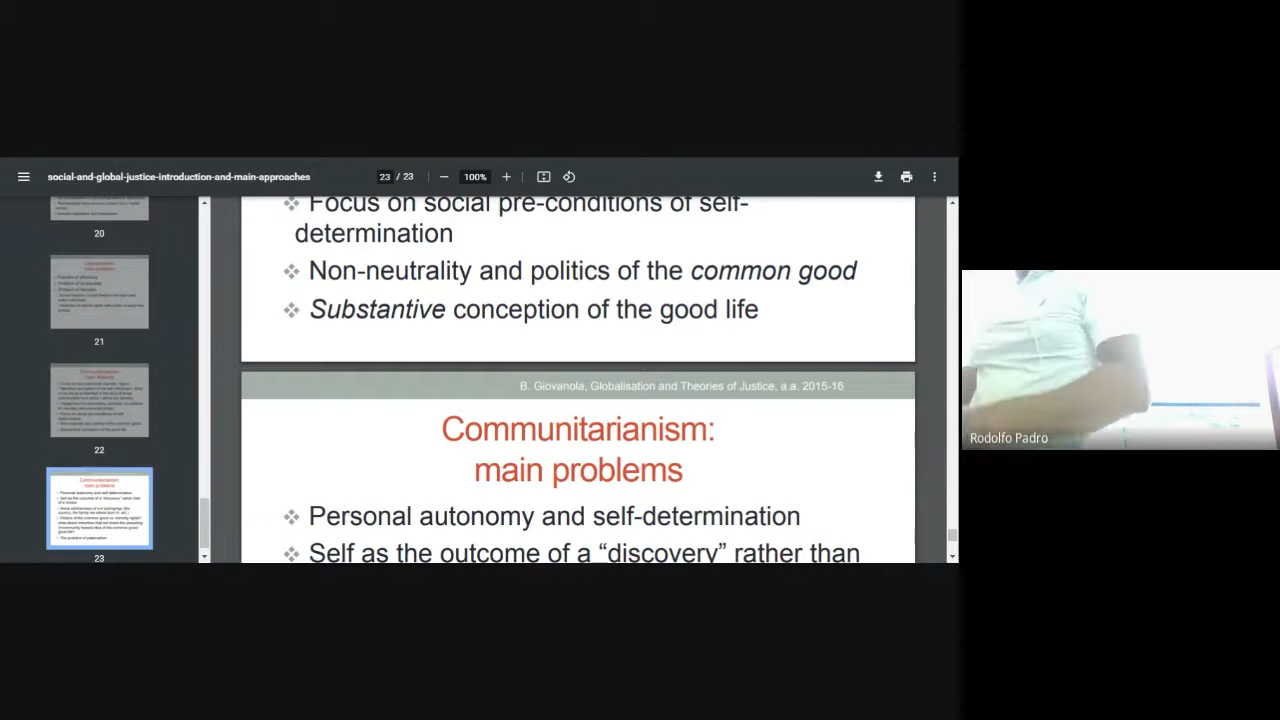 social-and-global-justice-introduction-and-main-approaches
23 / 23
100%
Focus on social pre-conditions of self-
determination
Non-neutrality and politics of the common good
Substantive conception of the good life
B. Giovanola, Globalisation and Theories of Justice, a.a. 2015-16
Communitarianism:
main problems
Personal autonomy and self-determination
Self as the outcome of a “discovery” rather than
20
21
22
23
Rodolfo Padro